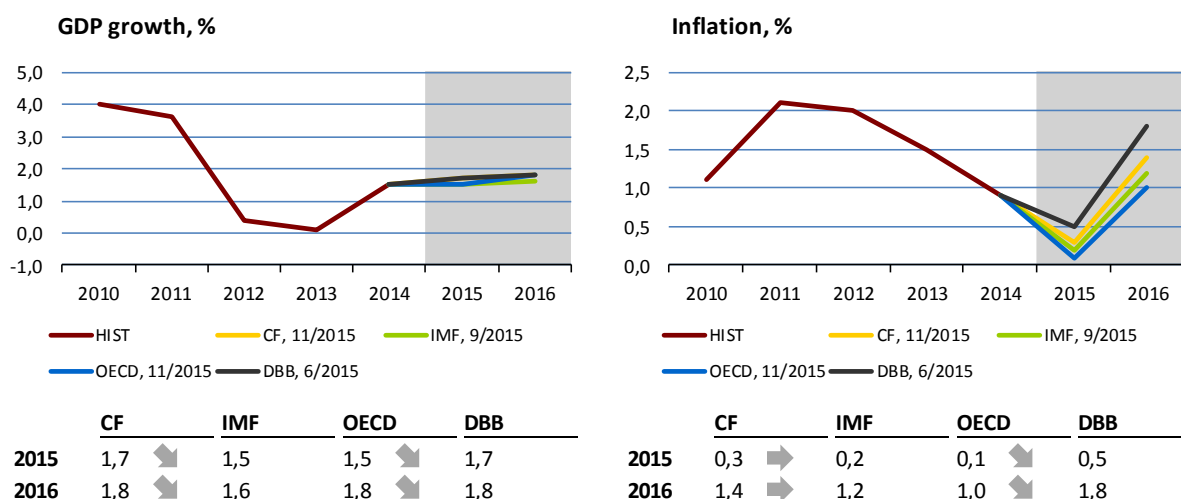 GDP growth, %
5,0
4,0
3,0
2,0
1,0
0,0
-1,0
2010 2011 2012 2013 2014 2015 2016
HIST CF, 11/2015 IMF, 9/2015
OECD, 11/2015 DBB, 6/2015
CF IMF OECD DBB
2015 1,7 1,5 1,5 1,7
2016 1,8 1,6 1,8 1,8
Inflation, %
2,5
2,0
1,5
1,0
0,5
0,0
2010 2011 2012 2013 2014 2015 2016
HIST CF, 11/2015 IMF, 9/2015
OECD, 11/2015 DBB, 6/2015
CF IMF OECD DBB
2015 0,3 0,2 0,1 0,5
2016 1,4 1,2 1,0 1,8